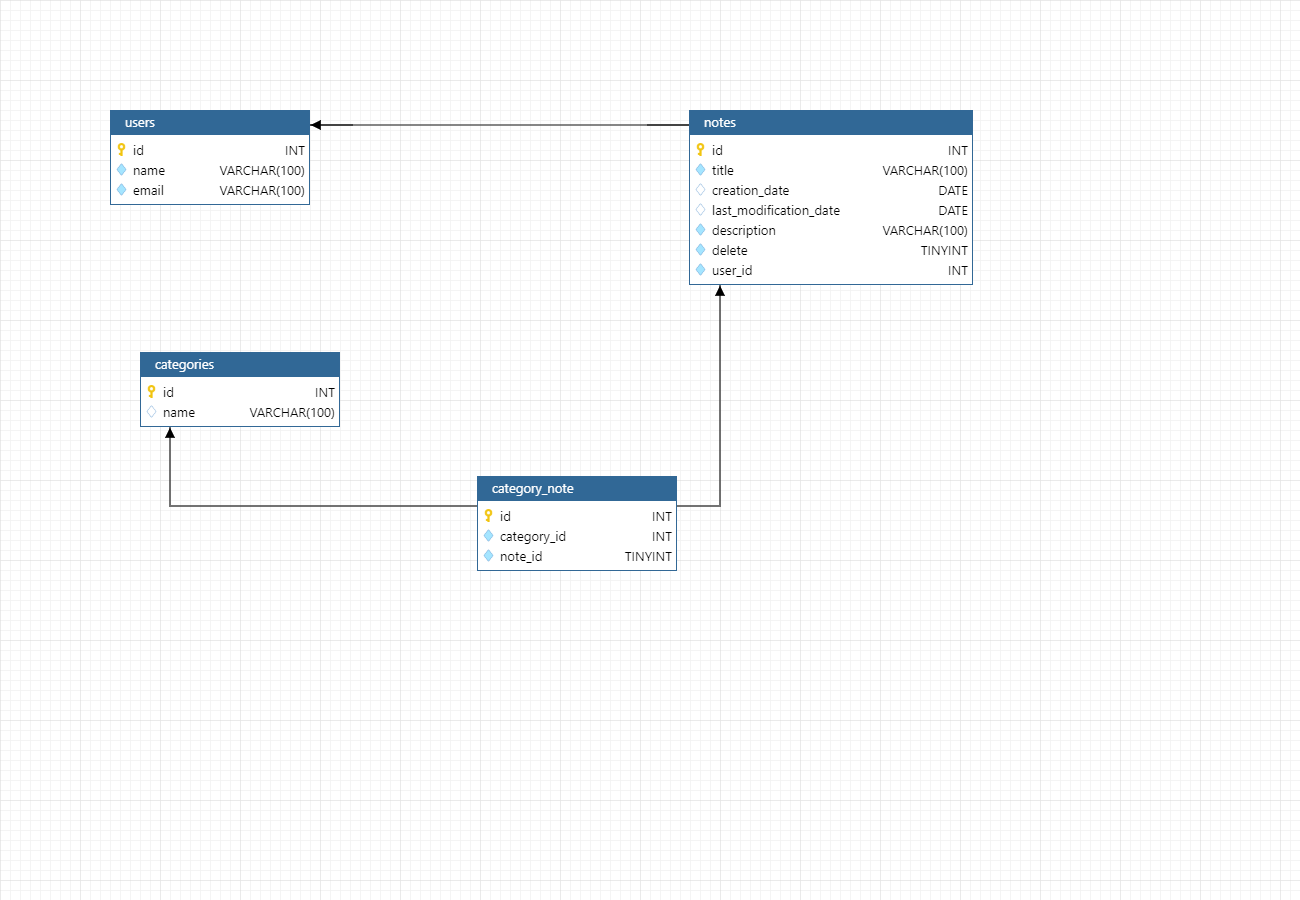 users
id INT
name VARCHAR(100)
email VARCHAR(100)
notes
id INT
title VARCHAR(100)
creation_date DATE
last_modification_date DATE
description VARCHAR(100)
delete TINYINT
user_id INT
categories
id INT
name VARCHAR(100)
category_note
id INT
category_id INT
note_id TINYINT